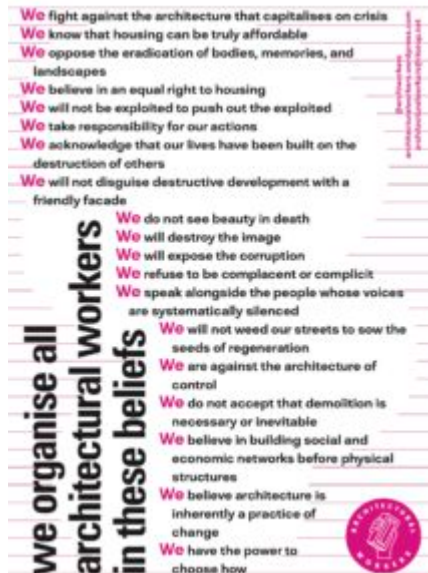 We fight against the architecture that capitalises on crisis
We know that housing can be truly affordable
We oppose the eradication of bodies, memories, and
landscapes
We believe in an equal right to housing
We will not be exploited to push out the exploited
We take responsibility for our actions
We acknowledge that our lives have been built on the
destruction of others
We will not disguise destructive development with a
friendly facade
We do not see beauty in death
We will destroy the image
We will expose the corruption
We refuse to be complacent or complicit
We speak alongside the people whose voices
are systematically silenced
We will not weed our streets to sow the
seeds of regeneration
We are against the architecture of
control
We do not accept that demolition is
necessary or inevitable
We believe in building social and
economic networks before physical
structures
We believe architecture is
inherently a practice of
change
We have the power to
choose how
we organise all
architectural workers
in these beliefs
ARCHITECTURAL
WORKERS